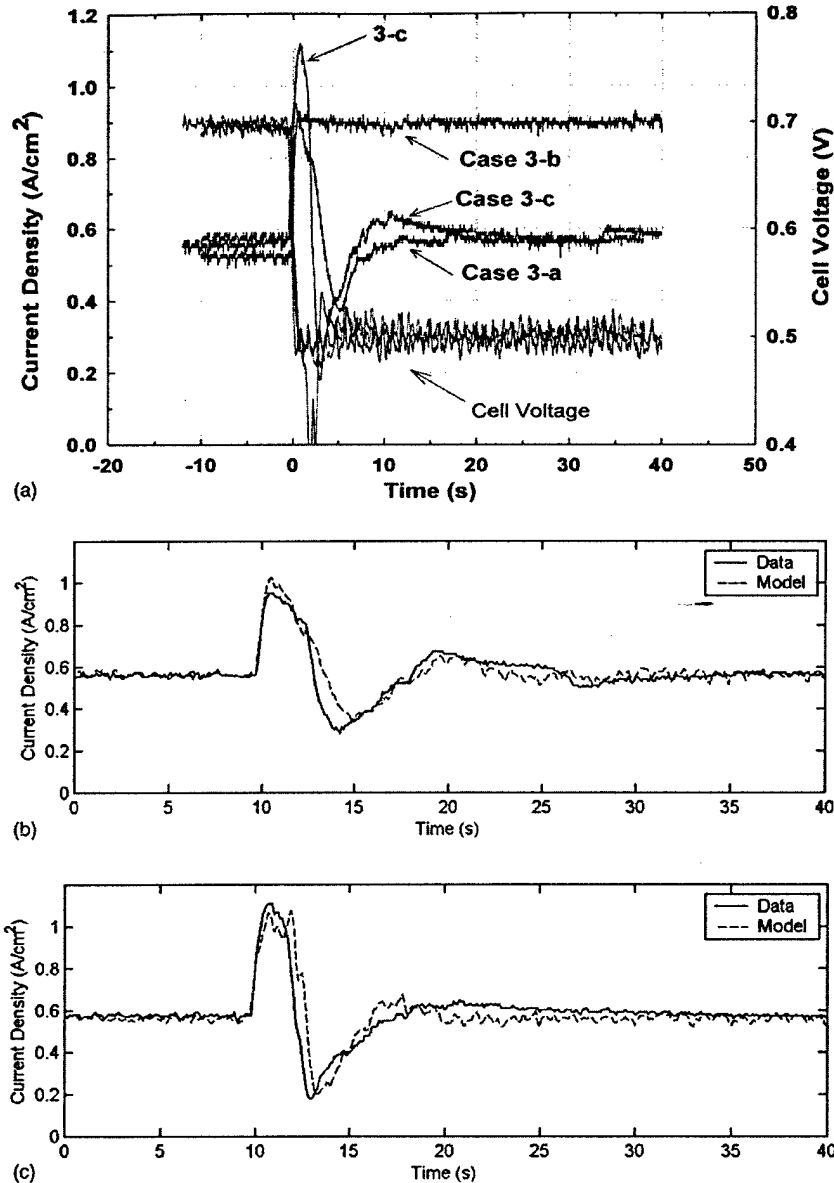 1.2
1.0
0.8
0.6
0.4
0.2
0.0
0.8
0.7
0.6
0.5
0.4
-20
-10
0
10
20
30
40
50
Current Density (A/cm²)
Cell Voltage (V)
Time (s)
3-c
Case 3-b
Case 3-c
Case 3-a
Cell Voltage
(a)
Current Density (A/cm²)
1
0.8
0.6
0.4
0.2
0
0
5
10
15
20
25
30
35
40
Time (s)
Data
Model
(b)
Current Density (A/cm²)
1
0.8
0.6
0.4
0.2
0
0
5
10
15
20
25
30
35
40
Time (s)
Data
Model
(c)